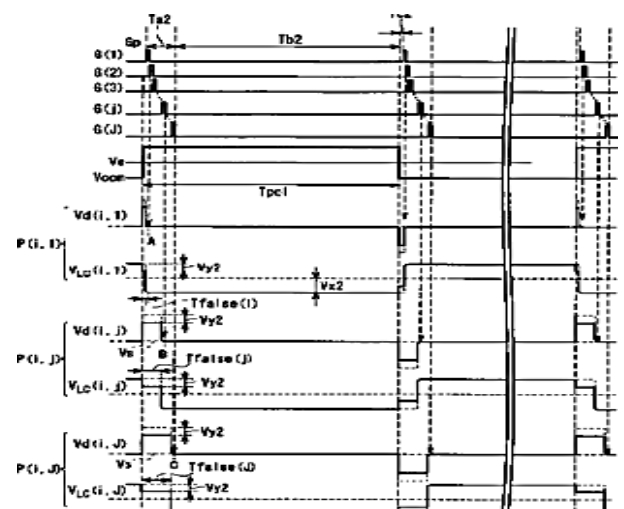 Ta2
Gp
Tb2
G(1)
G(2)
G(3)
G(j)
G(J)
Vs
Vcom
Tpol
Vd(i,1)
A
P(i,1)
VLC(i,1)
Vy2
Vx2
Tfalse(1)
Vd(i,j)
Vy2
Vs
B
P(i,j)
Tfalse(j)
VLC(i,j)
Vy2
Vd(i,J)
Vy2
Vs
P(i,J)
Tfalse(J)
VLC(i,J)
Vy2